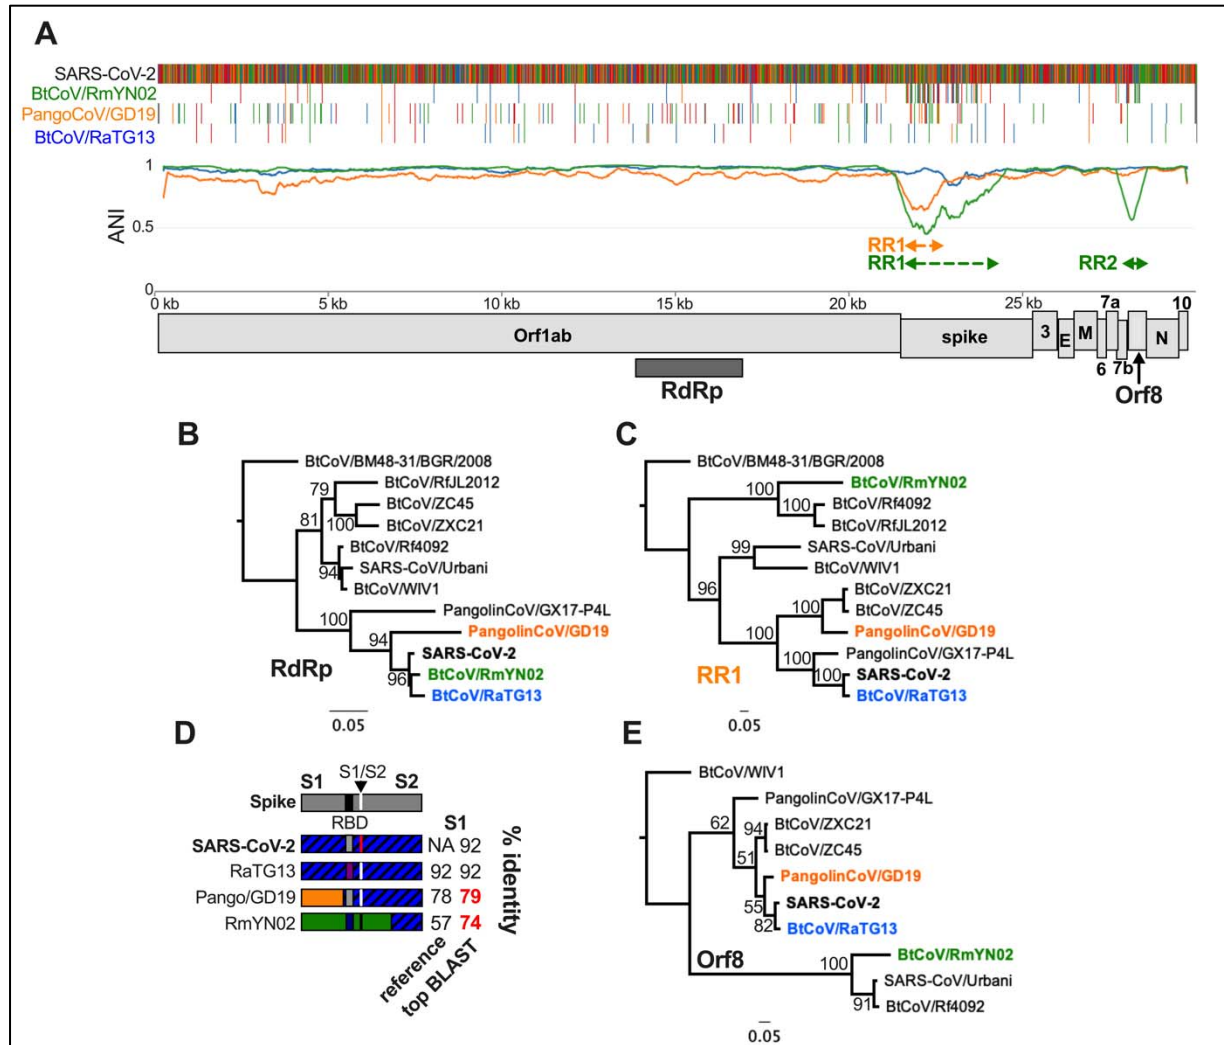 A
SARS-CoV-2
BtCoV/RmYN02
PangoCoV/GD19
BtCoV/RaTG13
1
ANI
0.5
RR1
RR1
RR2
0
0 kb
5 kb
10 kb
15 kb
20 kb
25 kb
7a
10
Orf1ab
spike
3
E
M
6
7b
N
RdRp
Orf8
B
BtCoV/BM48-31/BGR/2008
79
BtCoV/RfJL2012
BtCoV/ZC45
81
100
BtCoV/ZXC21
BtCoV/Rf4092
94
SARS-CoV/Urbani
BtCoV/WIV1
100
PangolinCoV/GX17-P4L
94
PangolinCoV/GD19
SARS-CoV-2
RdRp
96
BtCoV/RmYN02
BtCoV/RaTG13
0.05
C
BtCoV/BM48-31/BGR/2008
100
BtCoV/RmYN02
100
BtCoV/Rf4092
BtCoV/RfJL2012
99
SARS-CoV/Urbani
BtCoV/WIV1
96
BtCoV/ZXC21
100
BtCoV/ZC45
100
PangolinCoV/GD19
PangolinCoV/GX17-P4L
100
RR1
100
SARS-CoV-2
BtCoV/RaTG13
0.05
D
S1/S2
S1
S2
Spike
RBD
S1
SARS-CoV-2
NA 92
RaTG13
92 92
Pango/GD19
78 79
RmYN02
57 74
% identity
reference
top BLAST
E
BtCoV/WIV1
PangolinCoV/GX17-P4L
62
94
BtCoV/ZXC21
BtCoV/ZC45
51
PangolinCoV/GD19
55
SARS-CoV-2
82
BtCoV/RaTG13
Orf8
100
BtCoV/RmYN02
SARS-CoV/Urbani
91
BtCoV/Rf4092
0.05